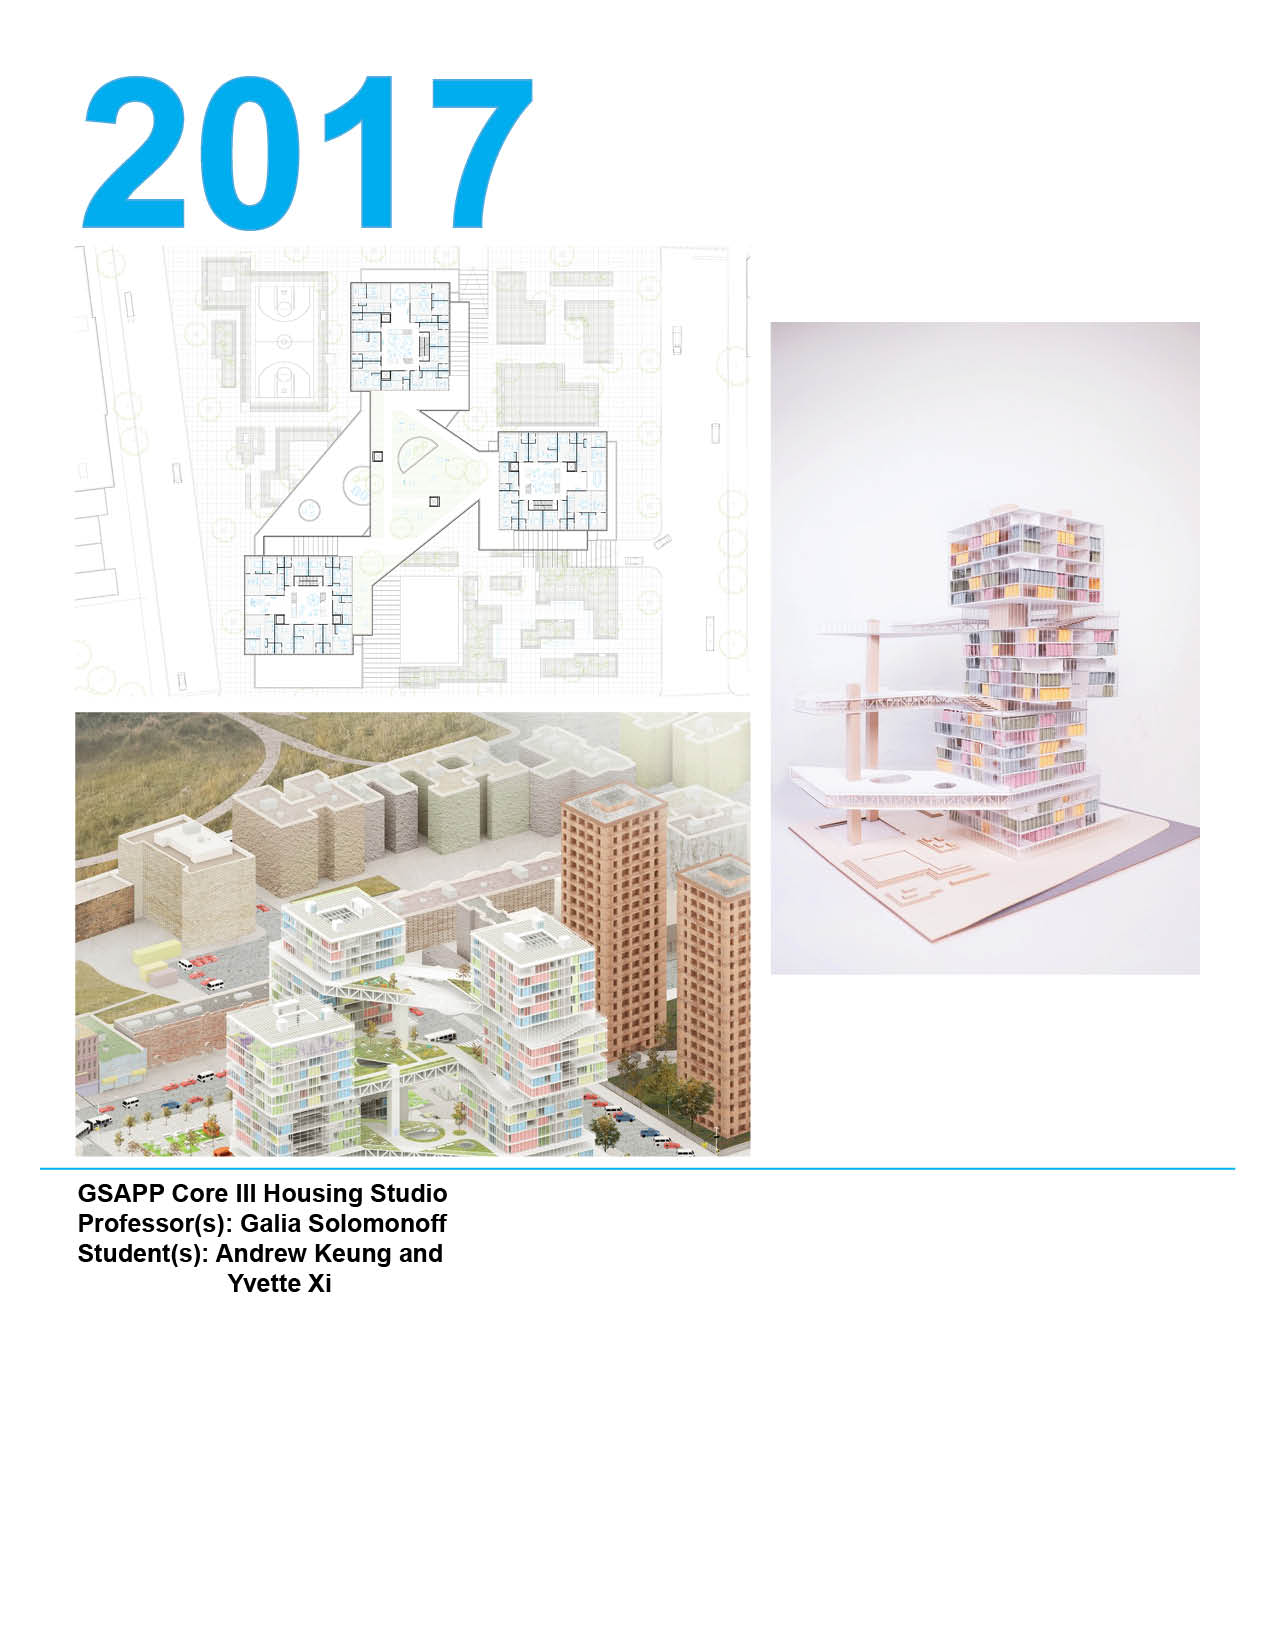 2017
GSAPP Core III Housing Studio
Professor(s): Galia Solomonoff
Student(s): Andrew Keung and
Yvette Xi